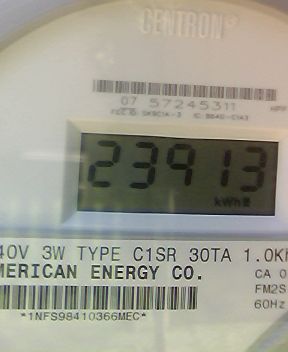 CENTRON®
07 57245311
23913
kWh
40V 3W TYPE C1SR 30TA 1.0K
MERICAN ENERGY CO.
CA 0
FM2S
60Hz
*1NFS98410366MEC*